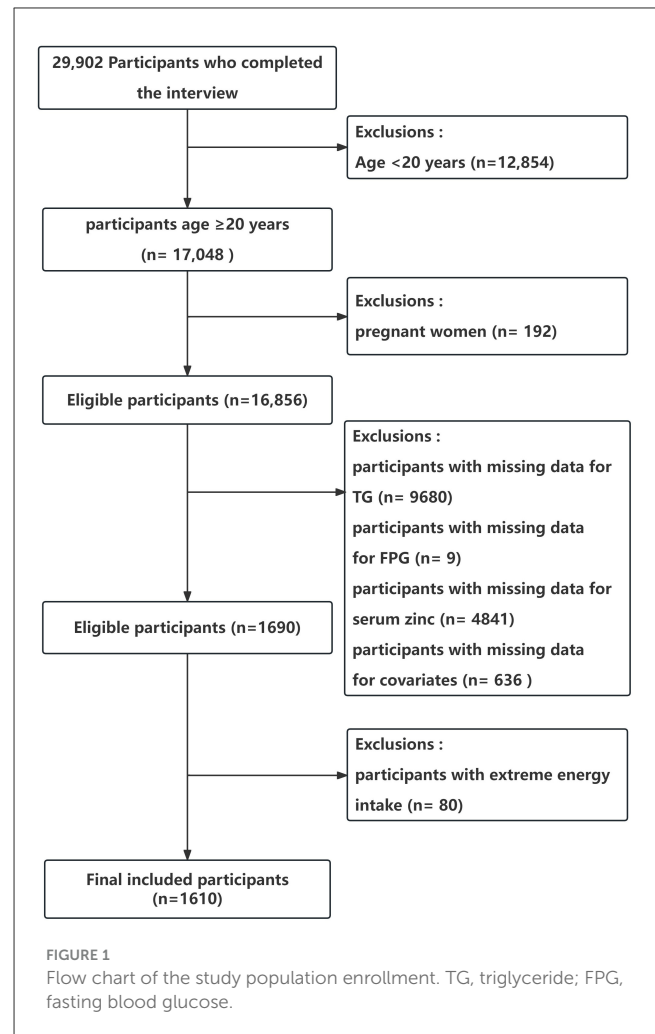 29,902 Participants who completed
the interview
Exclusions :
Age <20 years (n=12,854)
participants age ≥20 years
(n= 17,048 )
Exclusions :
pregnant women (n= 192)
Eligible participants (n=16,856)
Exclusions :
participants with missing data for
TG (n= 9680)
participants with missing data
for FPG (n= 9)
participants with missing data for
serum zinc (n= 4841)
participants with missing data
for covariates (n= 636 )
Eligible participants (n=1690)
Exclusions :
participants with extreme energy
intake (n= 80)
Final included participants
(n=1610)
FIGURE 1
Flow chart of the study population enrollment. TG, triglyceride; FPG,
fasting blood glucose.